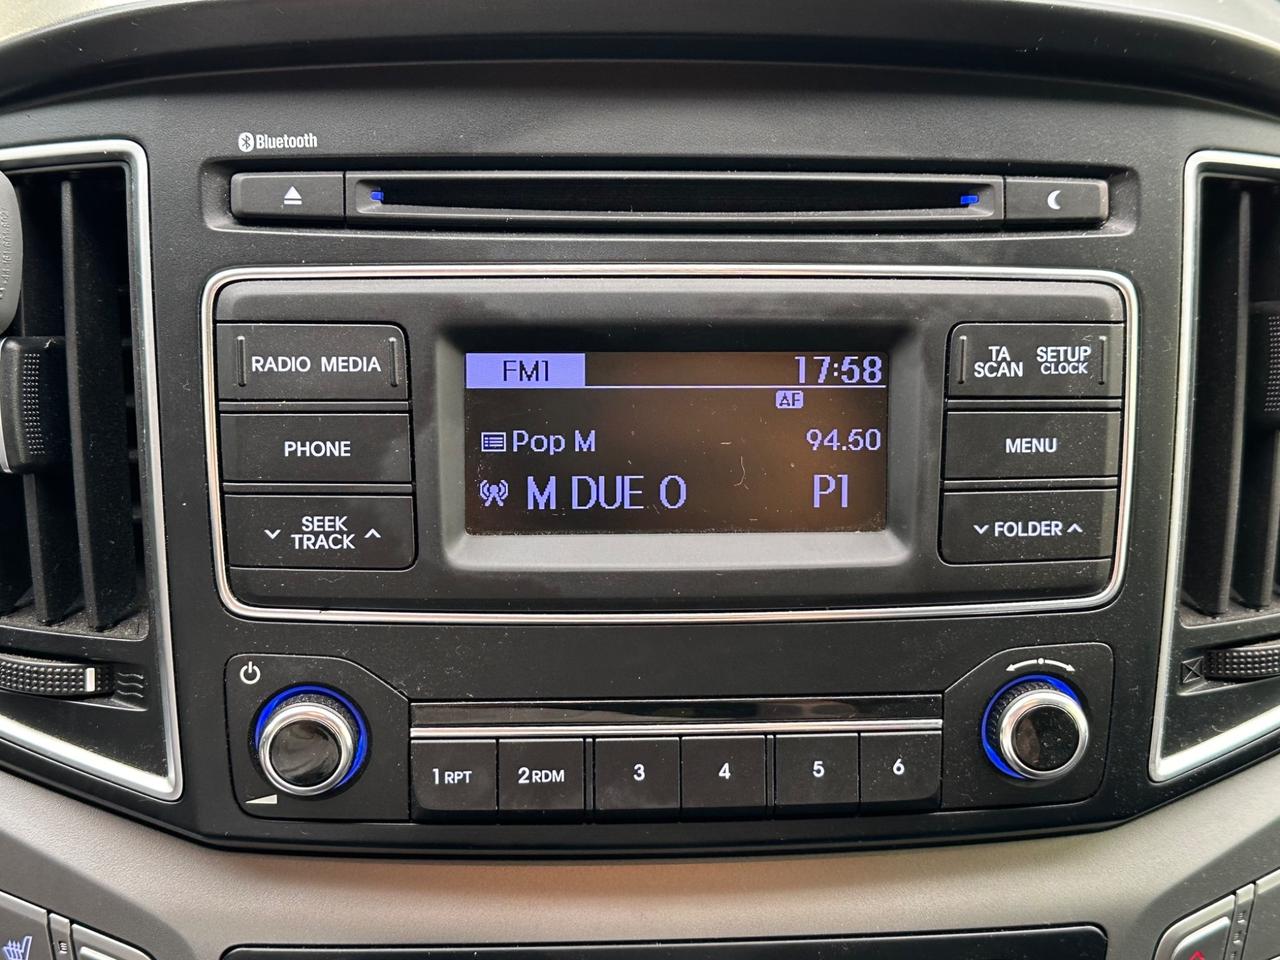 Bluetooth
RADIO MEDIA
PHONE
SEEK
TRACK
FM1 17:58
AF
Pop M 94.50
M DUE O P1
TA
SCAN
SETUP
CLOCK
MENU
FOLDER
1 RPT 2 RDM 3 4 5 6